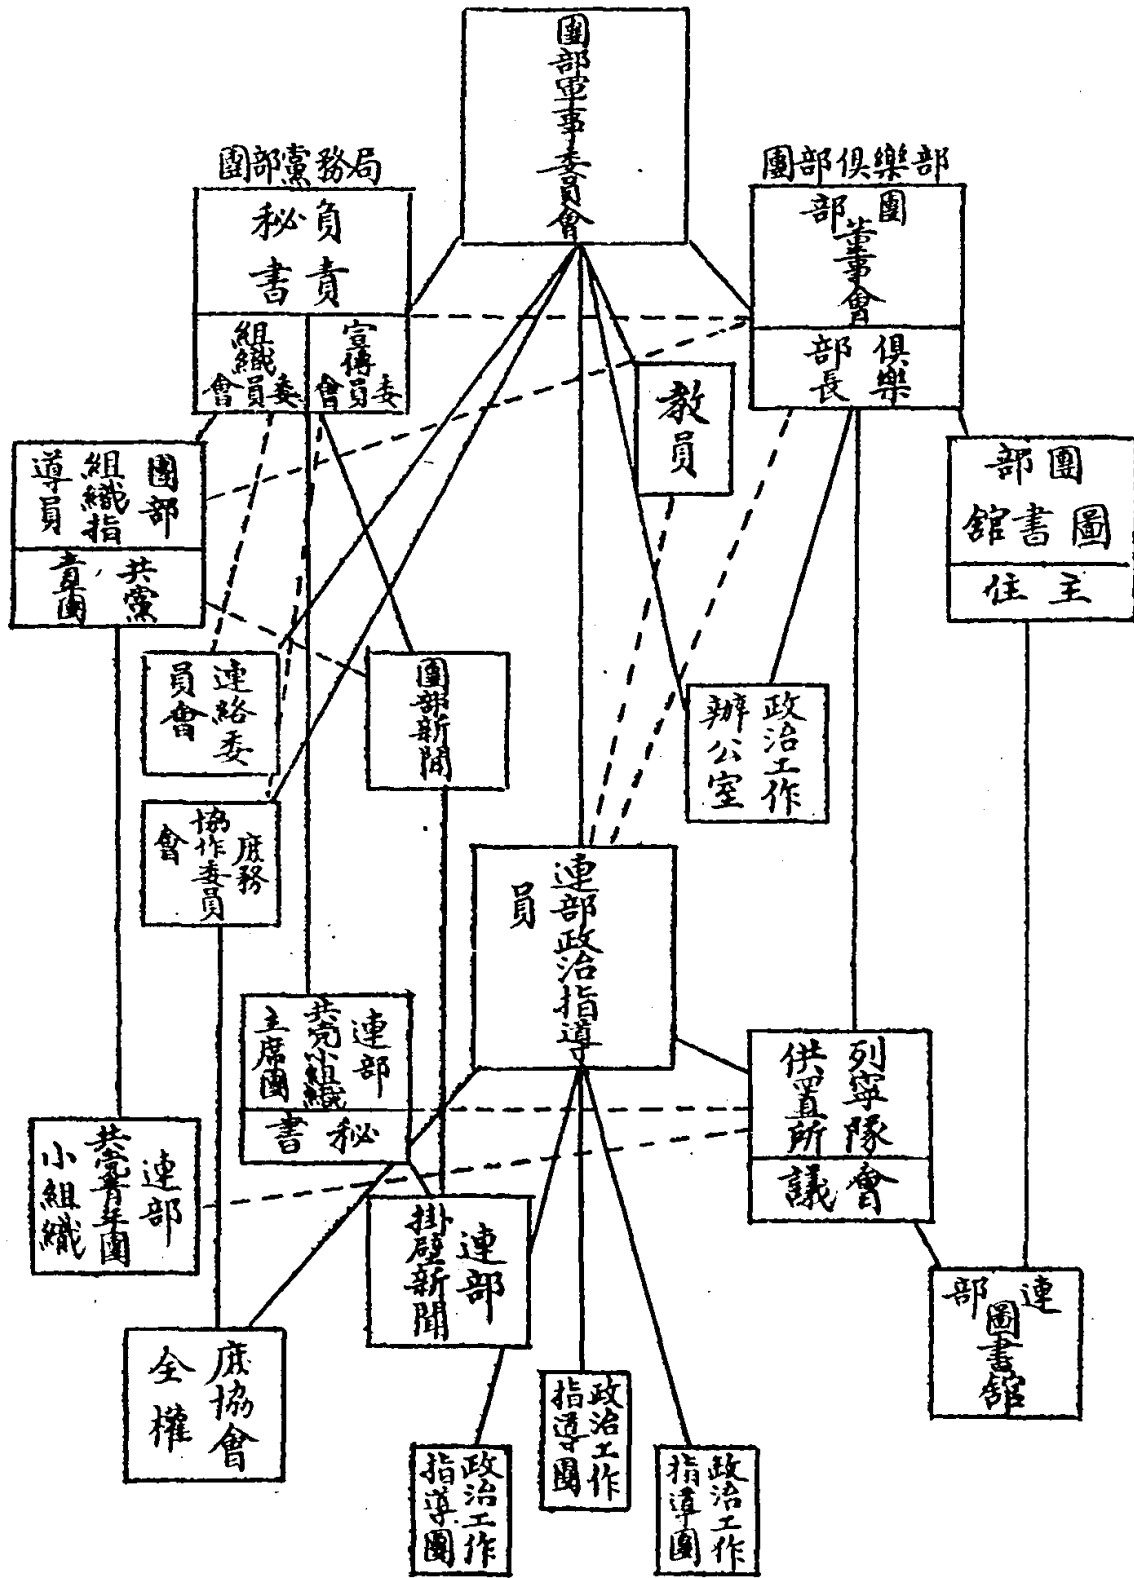 團部軍事委員會
團部黨務局
負責
秘書
組織
委員會
宣傳
委員會
團部俱樂部
團部
董事會
俱樂
部長
教員
團部
組織指
導員
共黨
青團
團部
圖書館
主任
連絡委
員會
團部新聞
政治工作
辦公室
庶務
協作委員
會
連部政治指導
員
連部
共党小組織
主席團
秘書
列寧隊
供置所
會議
連部
共党青年團
小組織
連部
掛壁新聞
連部
圖書館
庶協會
全權
政治工作
指導團
政治工作
指導團
政治工作
指導團